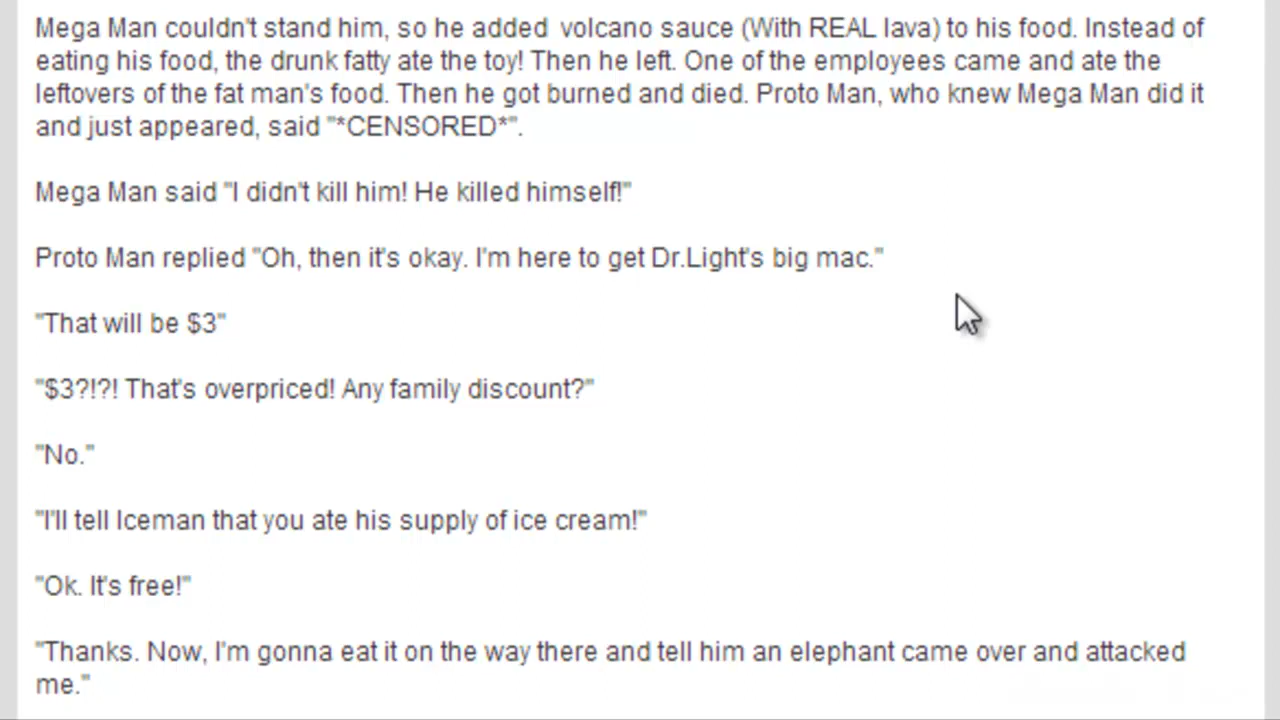 Mega Man couldn't stand him, so he added  volcano sauce (With REAL lava) to his food. Instead of
eating his food, the drunk fatty ate the toy! Then he left. One of the employees came and ate the
leftovers of the fat man's food. Then he got burned and died. Proto Man, who knew Mega Man did it
and just appeared, said "*CENSORED*".
Mega Man said "I didn't kill him! He killed himself!"
Proto Man replied "Oh, then it's okay. I'm here to get Dr.Light's big mac."
"That will be $3"
"$3?!?! That's overpriced! Any family discount?"
"No."
"I'll tell Iceman that you ate his supply of ice cream!"
"Ok. It's free!"
"Thanks. Now, I'm gonna eat it on the way there and tell him an elephant came over and attacked
me."